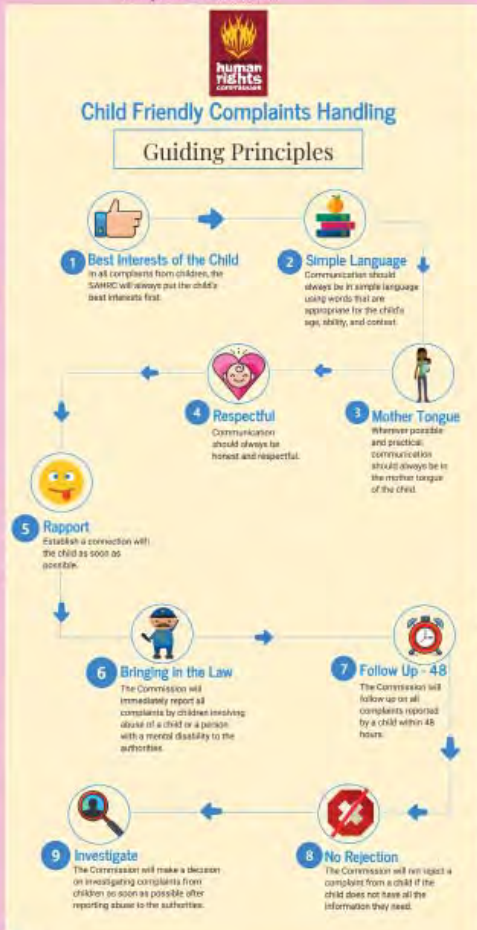 human
rights
commission
Child Friendly Complaints Handling
Guiding Principles
1 Best Interests of the Child
In all complaints from children, the
SAHRC will always put the child's
best interests first.
2 Simple Language
Communication should
always be in simple language
using words that are
appropriate for the child's
age, ability, and context.
3 Mother Tongue
Wherever possible
and practical
communication
should always be in
the mother tongue
of the child.
4 Respectful
Communication
should always be
honest and respectful.
5 Rapport
Establish a connection with
the child as soon as
possible.
6 Bringing in the Law
The Commission will
immediately report all
complaints by children involving
abuse of a child or a person
with a mental disability to the
authorities.
7 Follow Up - 48
The Commission will
follow up on all
complaints reported
by a child within 48
hours.
8 No Rejection
The Commission will not reject a
complaint from a child if the
child does not have all the
information they need.
9 Investigate
The Commission will make a decision
on investigating complaints from
children as soon as possible after
reporting abuse to the authorities.